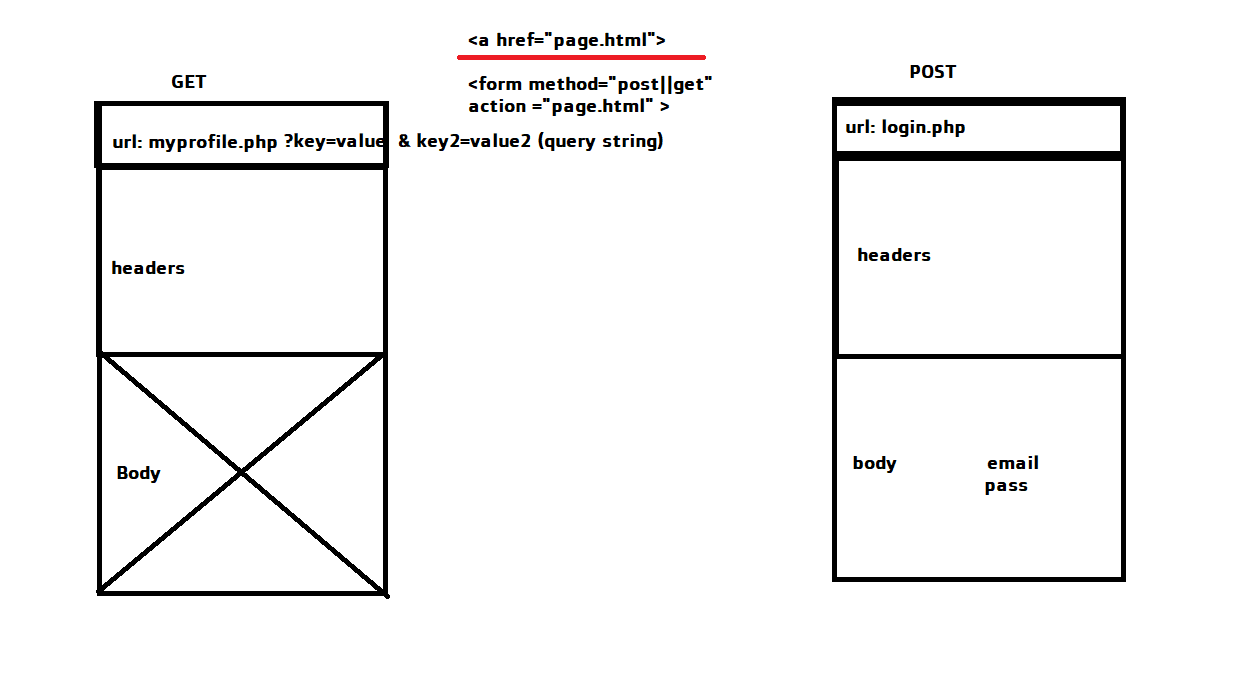 <a href="page.html">
<form method="post||get"
action ="page.html" >
GET
url: myprofile.php ?key=value & key2=value2 (query string)
headers
Body
POST
url: login.php
headers
body email
pass